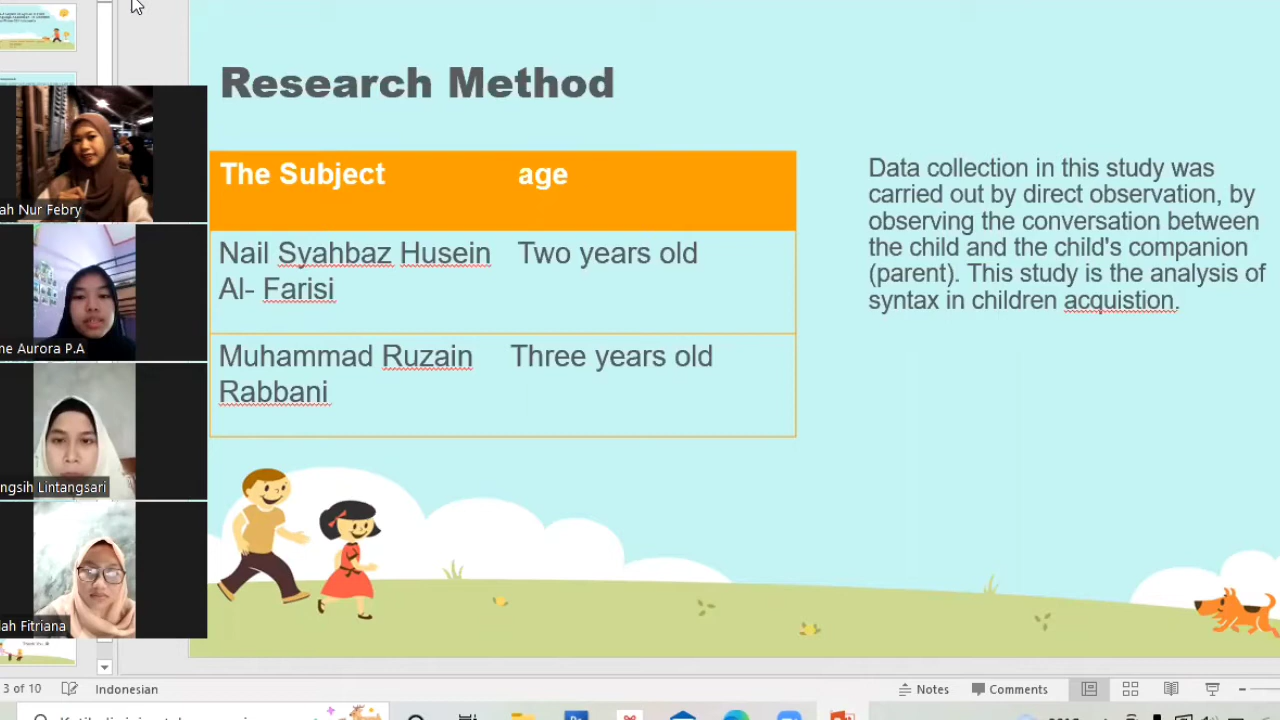 Research Method
The Subject age
Nail Syahbaz Husein Two years old
Al- Farisi
Muhammad Ruzain Three years old
Rabbani
Data collection in this study was
carried out by direct observation, by
observing the conversation between
the child and the child's companion
(parent). This study is the analysis of
syntax in children acquistion.
ah Nur Febry
ne Aurora P.A
ngsih Lintangsari
lah Fitriana
3 of 10
Indonesian
Notes
Comments